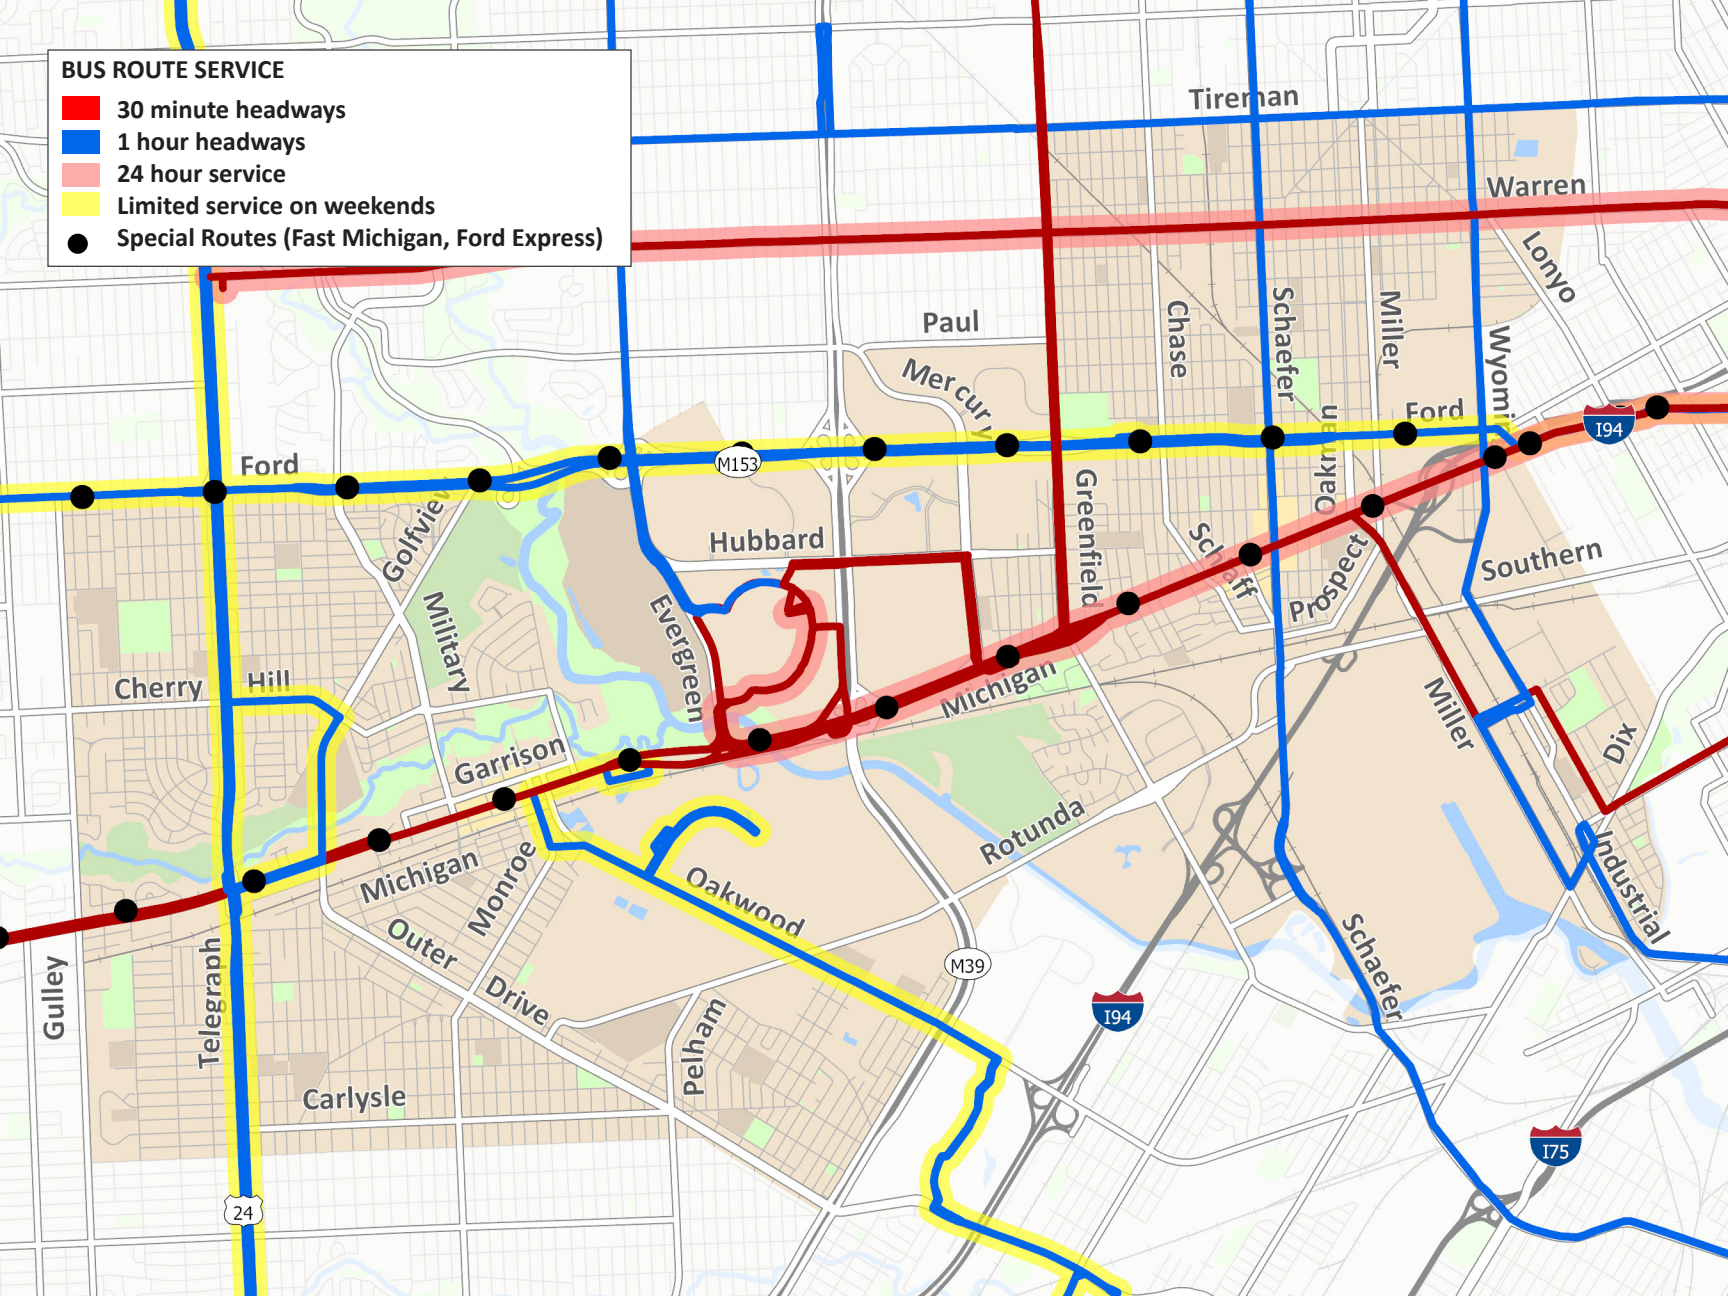 BUS ROUTE SERVICE
30 minute headways
1 hour headways
24 hour service
Limited service on weekends
Special Routes (Fast Michigan, Ford Express)
Tireman
Warren
Lonyo
Paul
Chase
Schaefer
Miller
Wyoming
Mercury
Ford
Oakman
I94
Ford
M153
Golfview
Greenfield
Hubbard
Schaff
Prospect
Southern
Military
Evergreen
Cherry
Hill
Michigan
Miller
Dix
Garrison
Rotunda
Michigan
Monroe
Oakwood
Industrial
Outer
Drive
Schaefer
M39
Gulley
Telegraph
Pelham
I94
Carlysle
I75
24